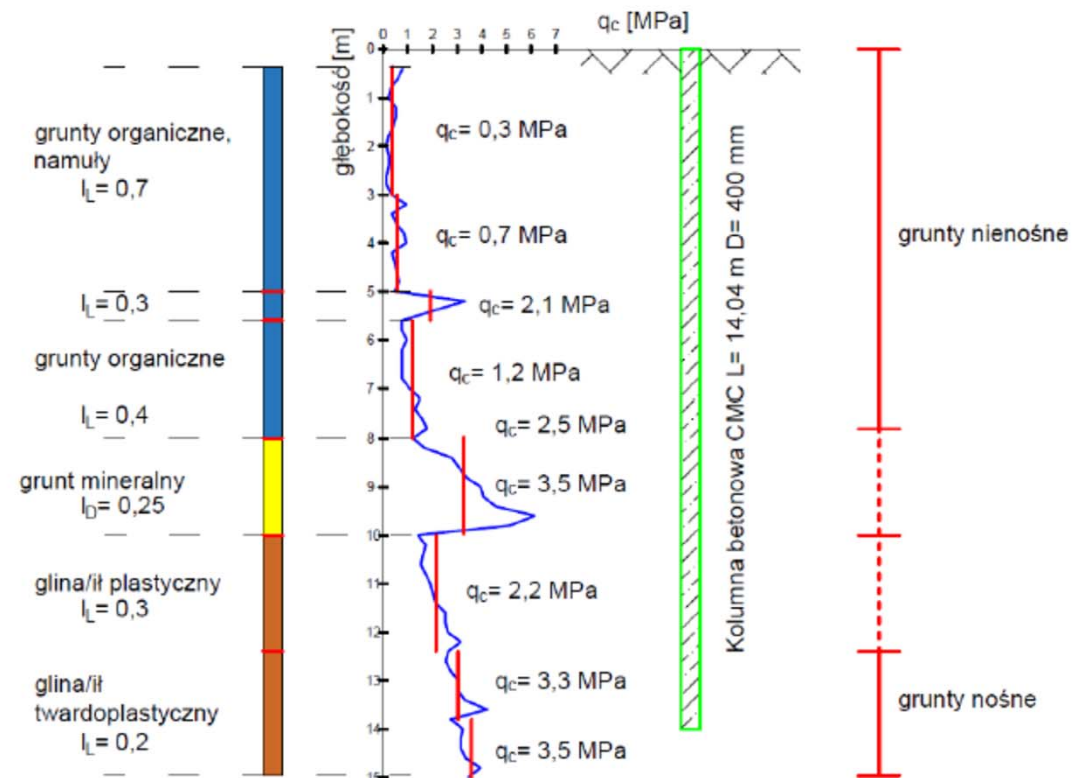 qc [MPa]
0 1 2 3 4 5 6 7
głębokość [m]
0
1
2
3
4
5
6
7
8
9
10
11
12
13
14
grunty organiczne,
namuły
IL= 0,7
IL= 0,3
grunty organiczne
IL= 0,4
grunt mineralny
ID= 0,25
glina/ił plastyczny
IL= 0,3
glina/ił
twardoplastyczny
IL= 0,2
qc= 0,3 MPa
qc= 0,7 MPa
qc= 2,1 MPa
qc= 1,2 MPa
qc= 2,5 MPa
qc= 3,5 MPa
qc= 2,2 MPa
qc= 3,3 MPa
qc= 3,5 MPa
Kolumna betonowa CMC L= 14,04 m D= 400 mm
grunty nienośne
grunty nośne